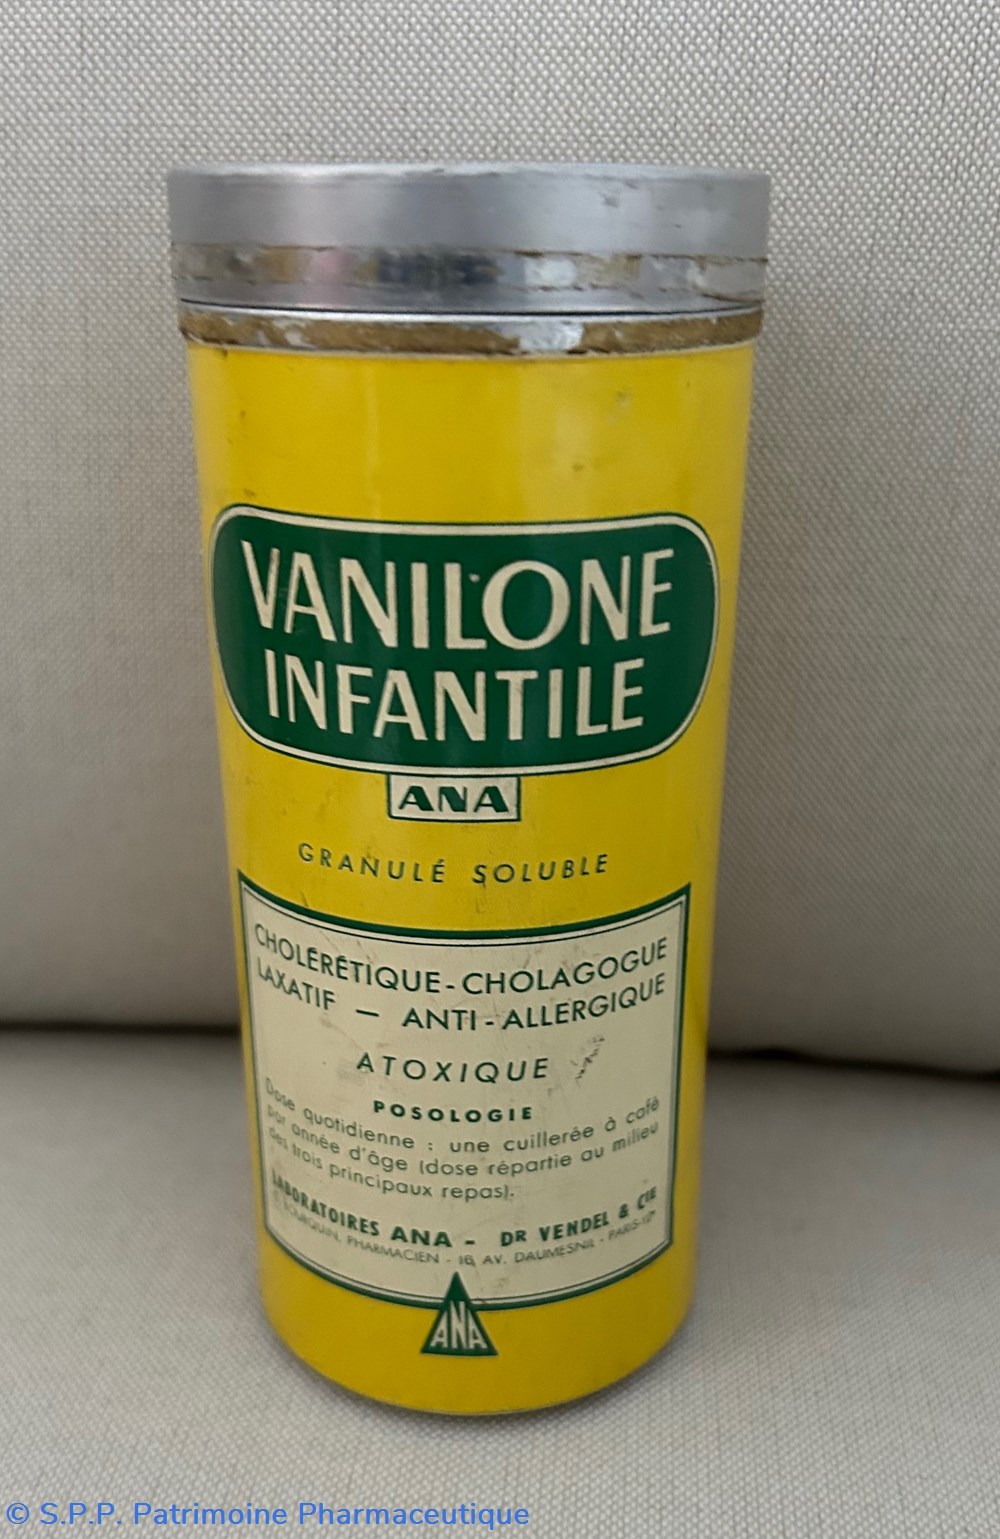 VANILONE
INFANTILE
ANA
GRANULÉ SOLUBLE
CHOLÉRÉTIQUE - CHOLAGOGUE
LAXATIF — ANTI - ALLERGIQUE
ATOXIQUE
POSOLOGIE
Dose quotidienne : une cuillerée à café
par année d'âge (dose répartie au milieu
des trois principaux repas).
LABORATOIRES ANA - DR VENDEL & CIE
BOURQUIN, PHARMACIEN - 16, AV. DAUMESNIL - PARIS-12e
ANA
© S.P.P. Patrimoine Pharmaceutique